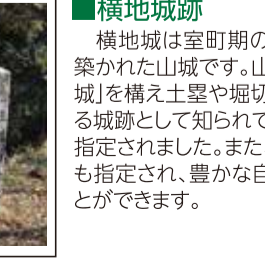 ■横地城跡
横地城は室町期の
築かれた山城です。山
城」を構え土塁や堀切
る城跡として知られて
指定されました。また
も指定され、豊かな自
とができます。